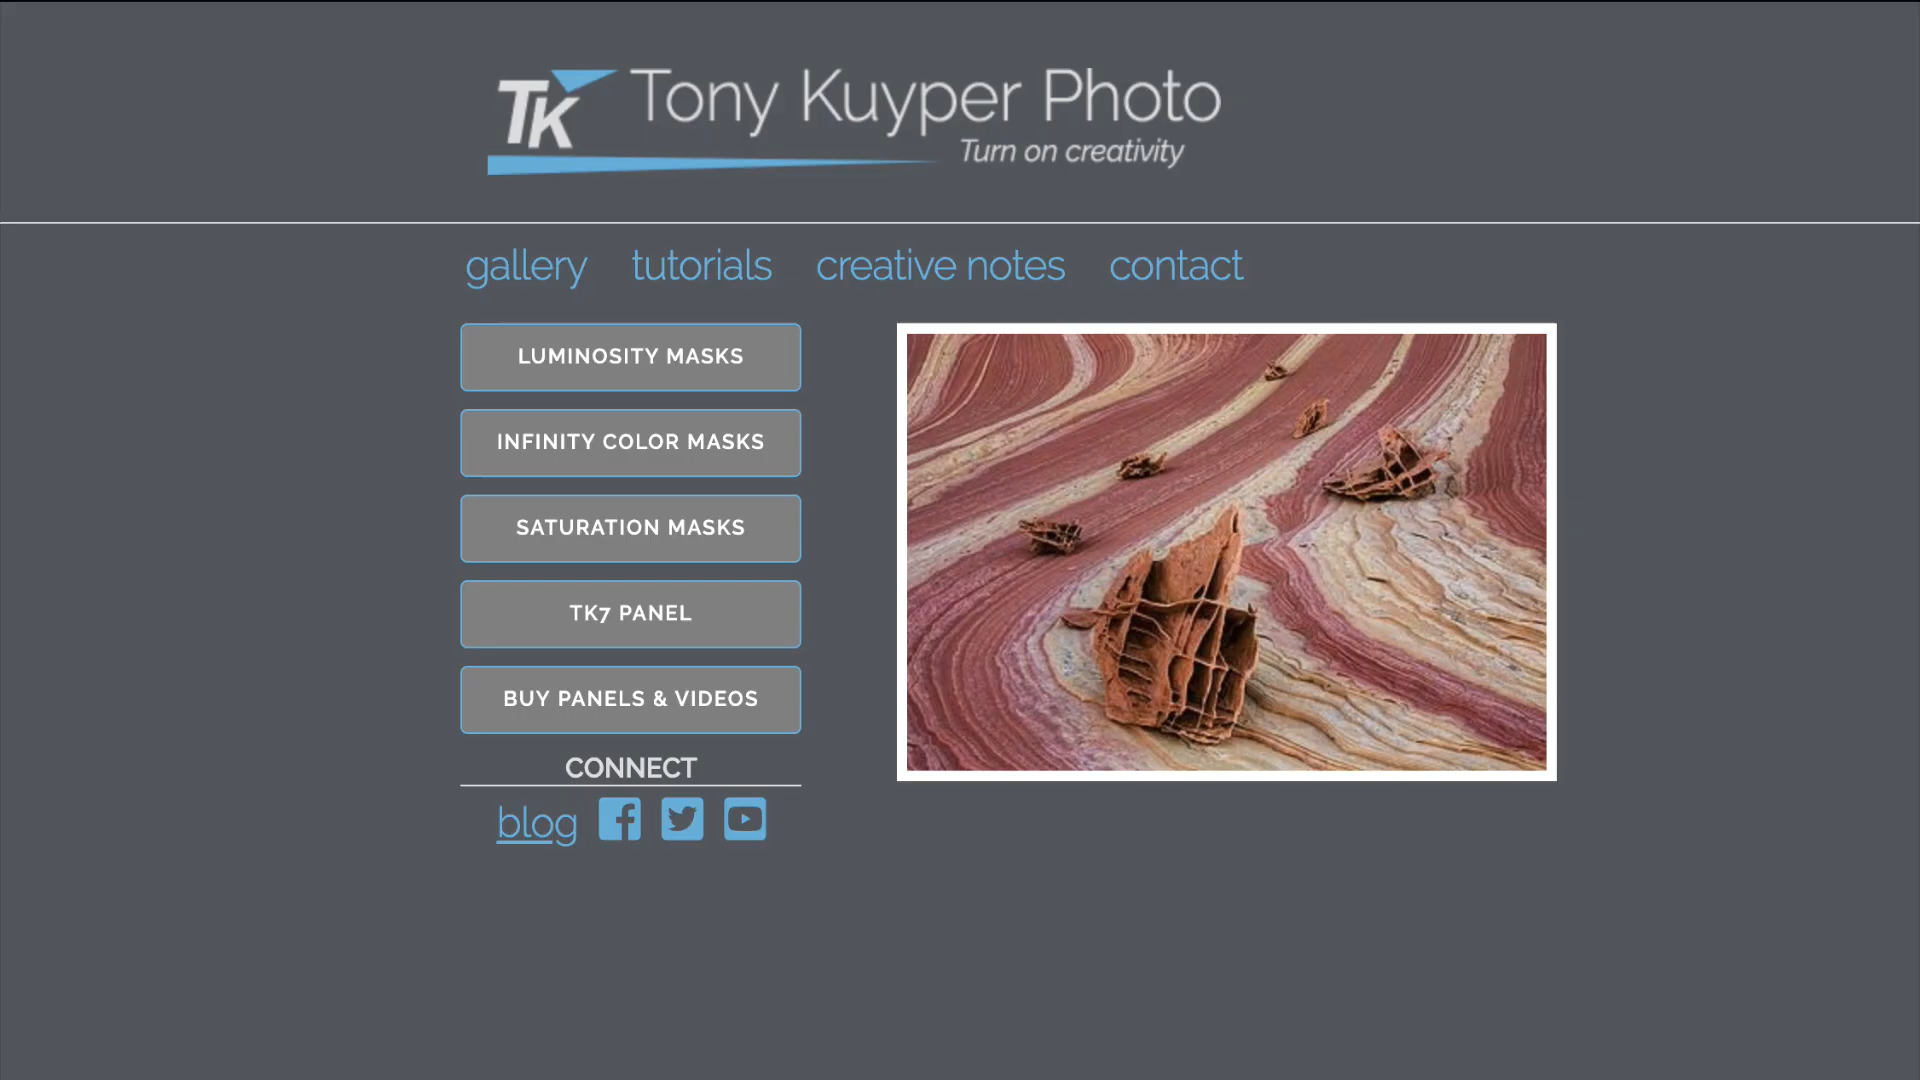 TK Tony Kuyper Photo
Turn on creativity
gallery tutorials creative notes contact
LUMINOSITY MASKS
INFINITY COLOR MASKS
SATURATION MASKS
TK7 PANEL
BUY PANELS & VIDEOS
CONNECT
blog